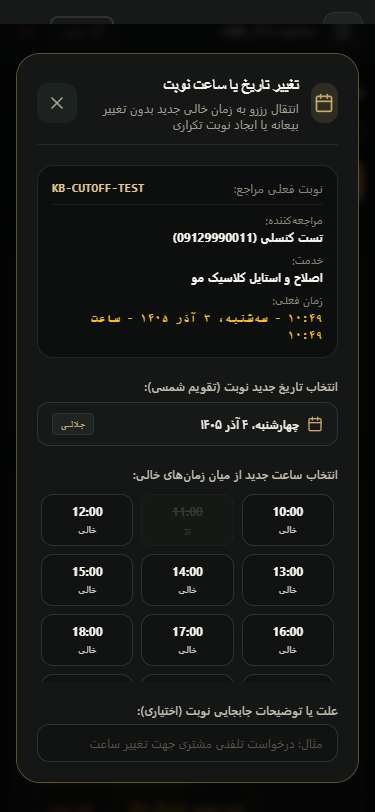 تغییر تاریخ یا ساعت نوبت
انتقال رزرو به زمان خالی جدید بدون تغییر
بیعانه یا ایجاد نوبت تکراری
نوبت فعلی مراجع:
KB-CUTOFF-TEST
مراجعه‌کننده:
تست کنسلی (09129990011)
خدمت:
اصلاح و استایل کلاسیک مو
زمان فعلی:
۱۰:۴۹ - سه‌شنبه، ۳ آذر ۱۴۰۵ - ساعت
۱۰:۴۹
انتخاب تاریخ جدید نوبت (تقویم شمسی):
چهارشنبه، ۴ آذر ۱۴۰۵
جلالی
انتخاب ساعت جدید از میان زمان‌های خالی:
10:00
خالی
11:00
12:00
خالی
13:00
خالی
14:00
خالی
15:00
خالی
16:00
خالی
17:00
خالی
18:00
خالی
علت یا توضیحات جابجایی نوبت (اختیاری):
مثال: درخواست تلفنی مشتری جهت تغییر ساعت